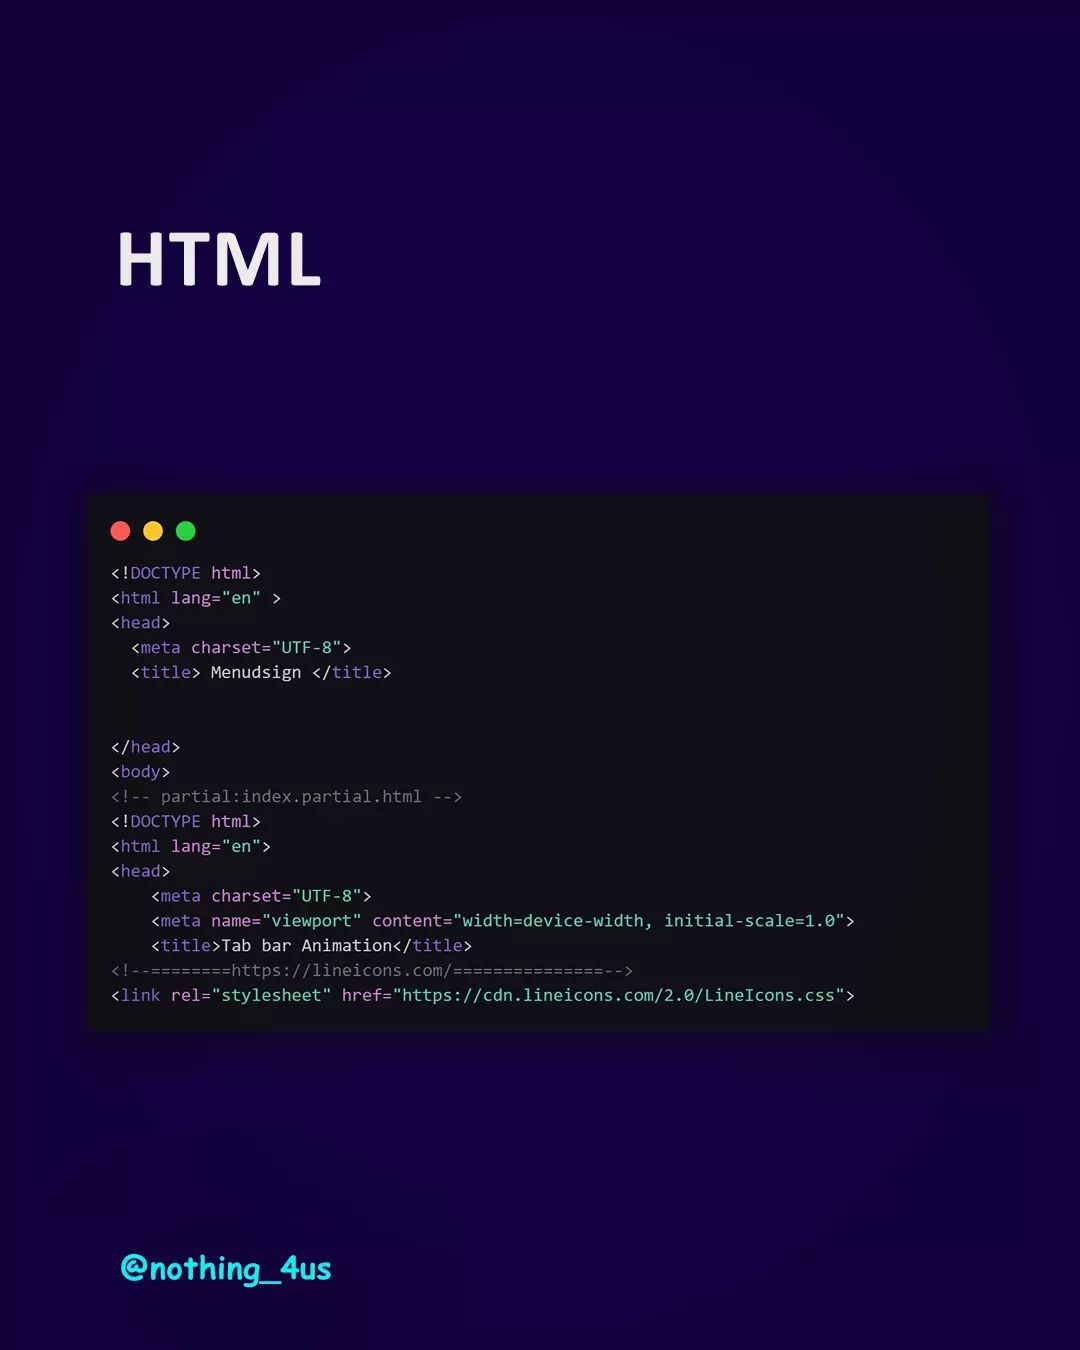 HTML
<!DOCTYPE html>
<html lang="en" >
<head>
  <meta charset="UTF-8">
  <title> Menudsign </title>
</head>
<body>
<!-- partial:index.partial.html -->
<!DOCTYPE html>
<html lang="en">
<head>
    <meta charset="UTF-8">
    <meta name="viewport" content="width=device-width, initial-scale=1.0">
    <title>Tab bar Animation</title>
<!--========https://lineicons.com/===============-->
<link rel="stylesheet" href="https://cdn.lineicons.com/2.0/LineIcons.css">
@nothing_4us